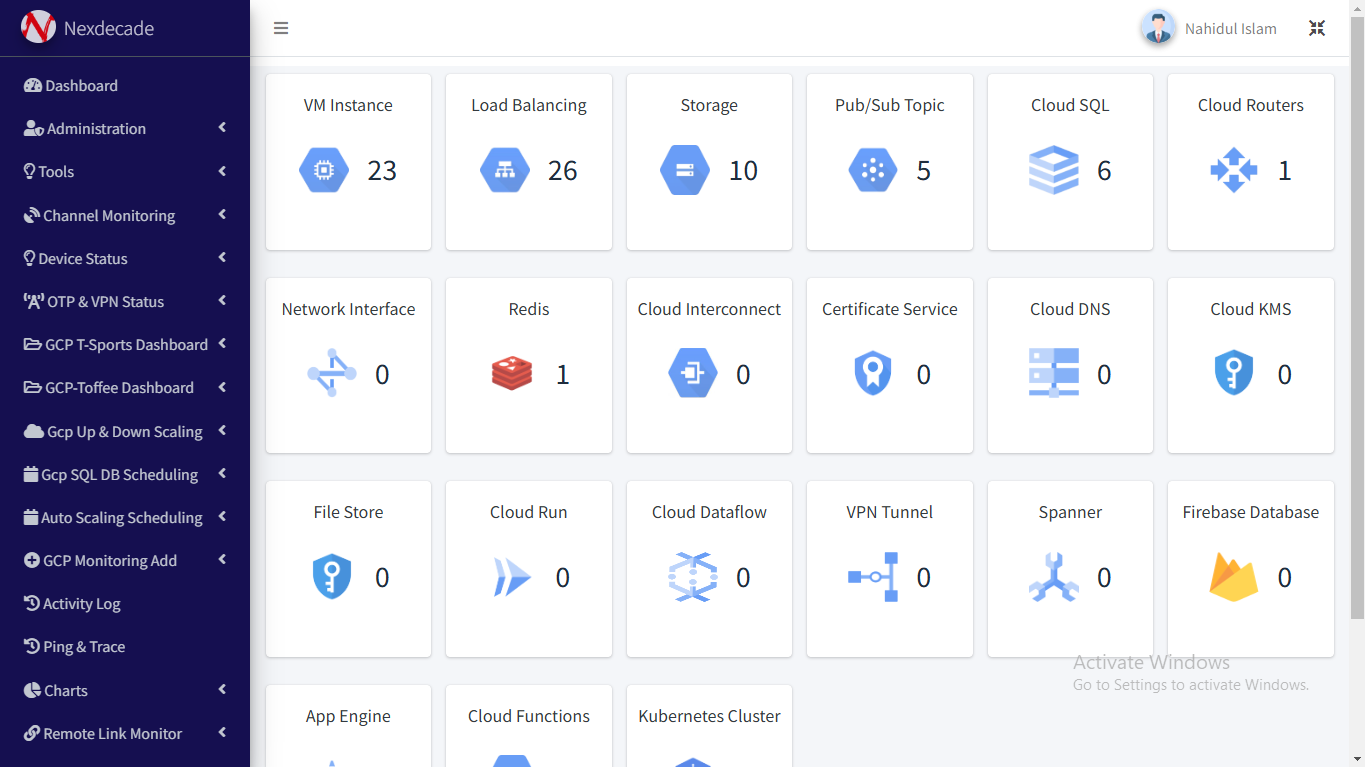 Nexdecade
Nahidul Islam
Dashboard
Administration
Tools
Channel Monitoring
Device Status
OTP & VPN Status
GCP T-Sports Dashboard
GCP-Toffee Dashboard
Gcp Up & Down Scaling
Gcp SQL DB Scheduling
Auto Scaling Scheduling
GCP Monitoring Add
Activity Log
Ping & Trace
Charts
Remote Link Monitor
VM Instance
23
Load Balancing
26
Storage
10
Pub/Sub Topic
5
Cloud SQL
6
Cloud Routers
1
Network Interface
0
Redis
1
Cloud Interconnect
0
Certificate Service
0
Cloud DNS
0
Cloud KMS
0
File Store
0
Cloud Run
0
Cloud Dataflow
0
VPN Tunnel
0
Spanner
0
Firebase Database
0
App Engine
Cloud Functions
Kubernetes Cluster
Activate Windows
Go to Settings to activate Windows.